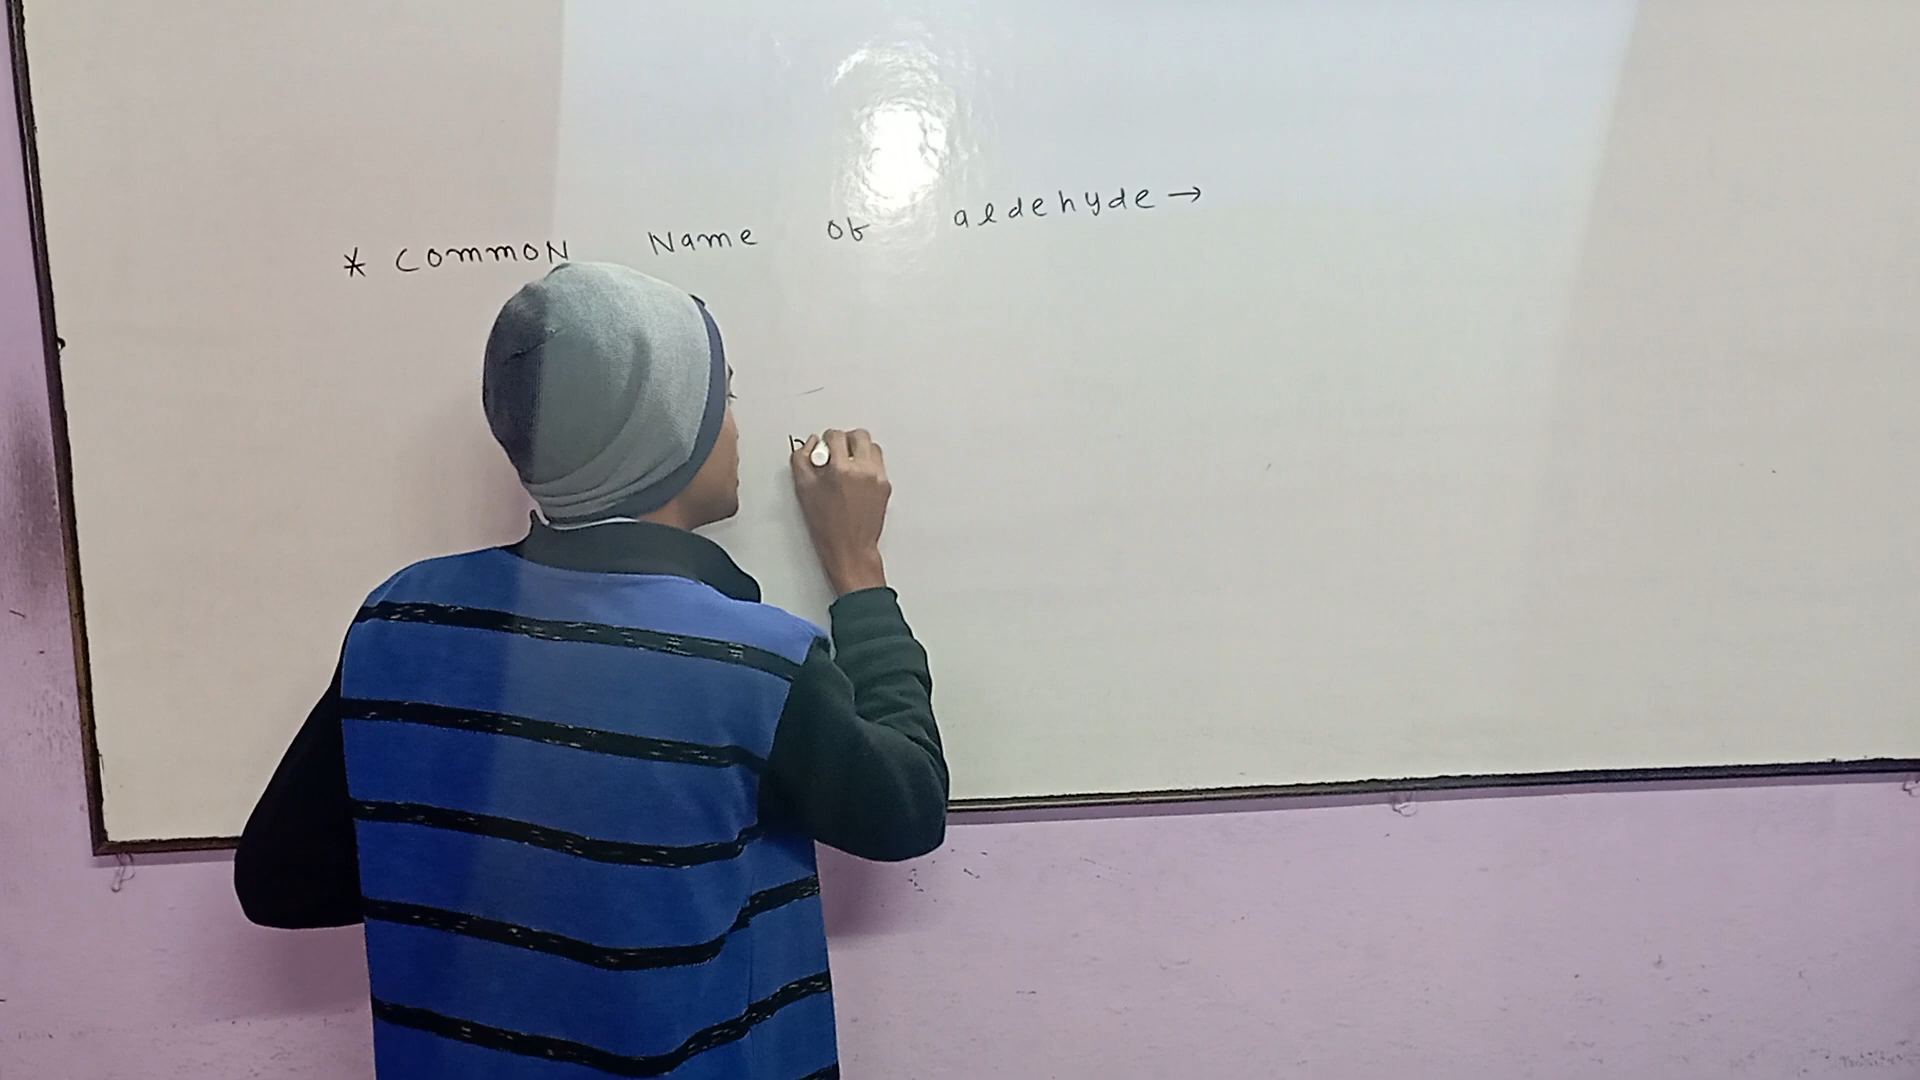 * Common Name of aldehyde →